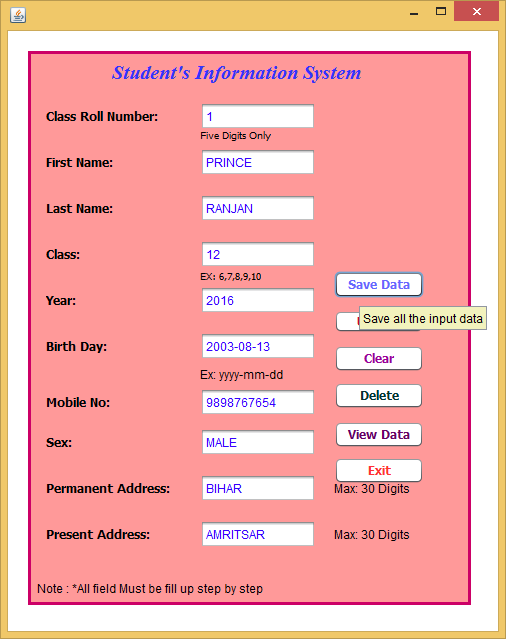 Student's Information System
Class Roll Number: 1
Five Digits Only
First Name: PRINCE
Last Name: RANJAN
Class: 12
EX: 6,7,8,9,10
Save Data
Year: 2016
Save all the input data
Birth Day: 2003-08-13
Clear
Ex: yyyy-mm-dd
Delete
Mobile No: 9898767654
View Data
Sex: MALE
Exit
Permanent Address: BIHAR Max: 30 Digits
Present Address: AMRITSAR Max: 30 Digits
Note : *All field Must be fill up step by step